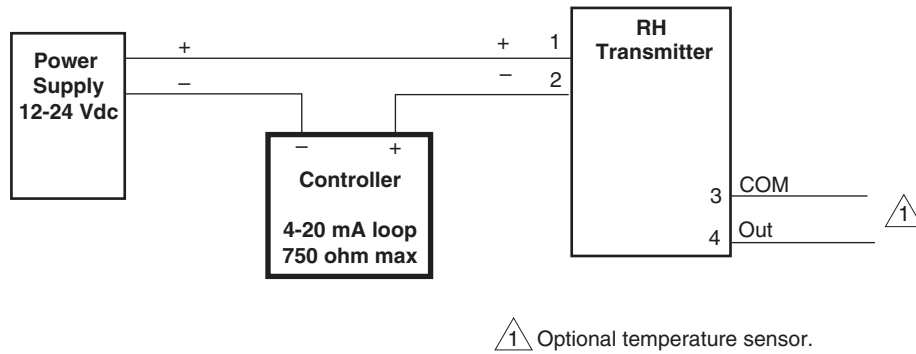 Power
Supply
12-24 Vdc
+
–
+
–
1
2
RH
Transmitter
–
+
Controller
4-20 mA loop
750 ohm max
3
COM
4
Out
1
1 Optional temperature sensor.